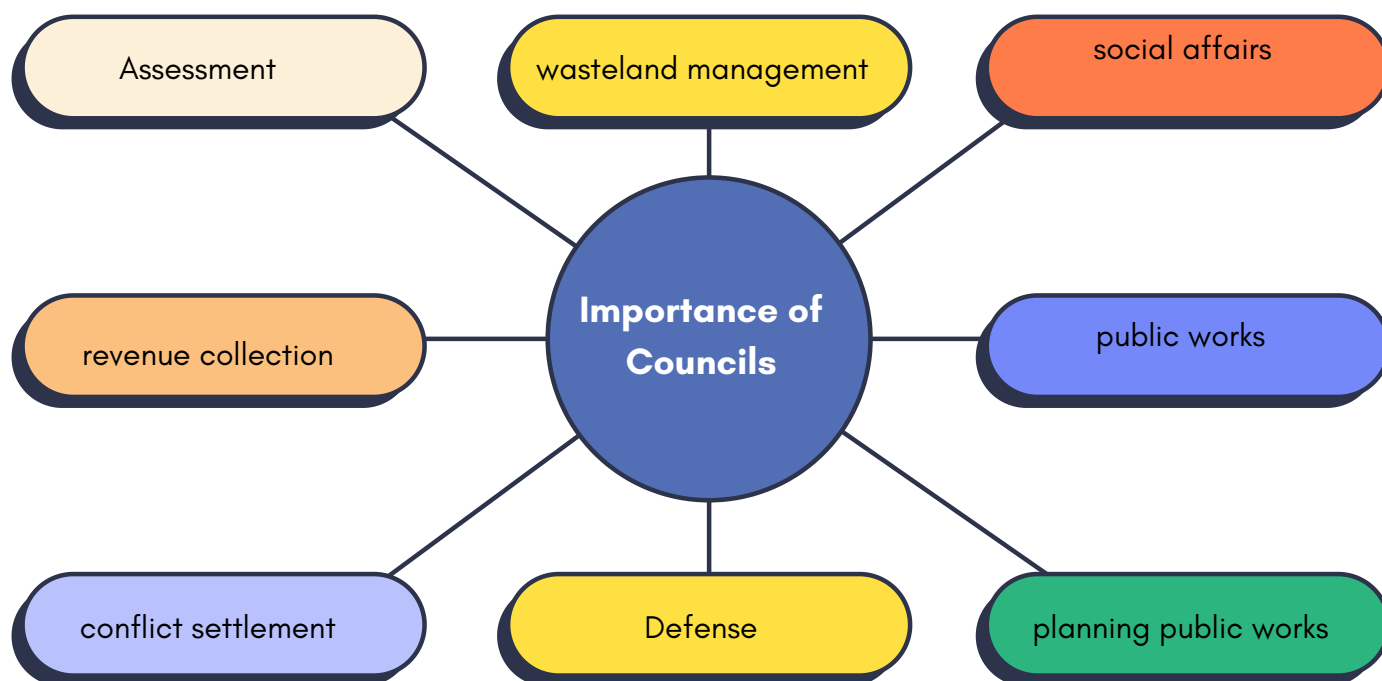 Assessment
wasteland management
social affairs
Importance of
Councils
revenue collection
public works
conflict settlement
Defense
planning public works